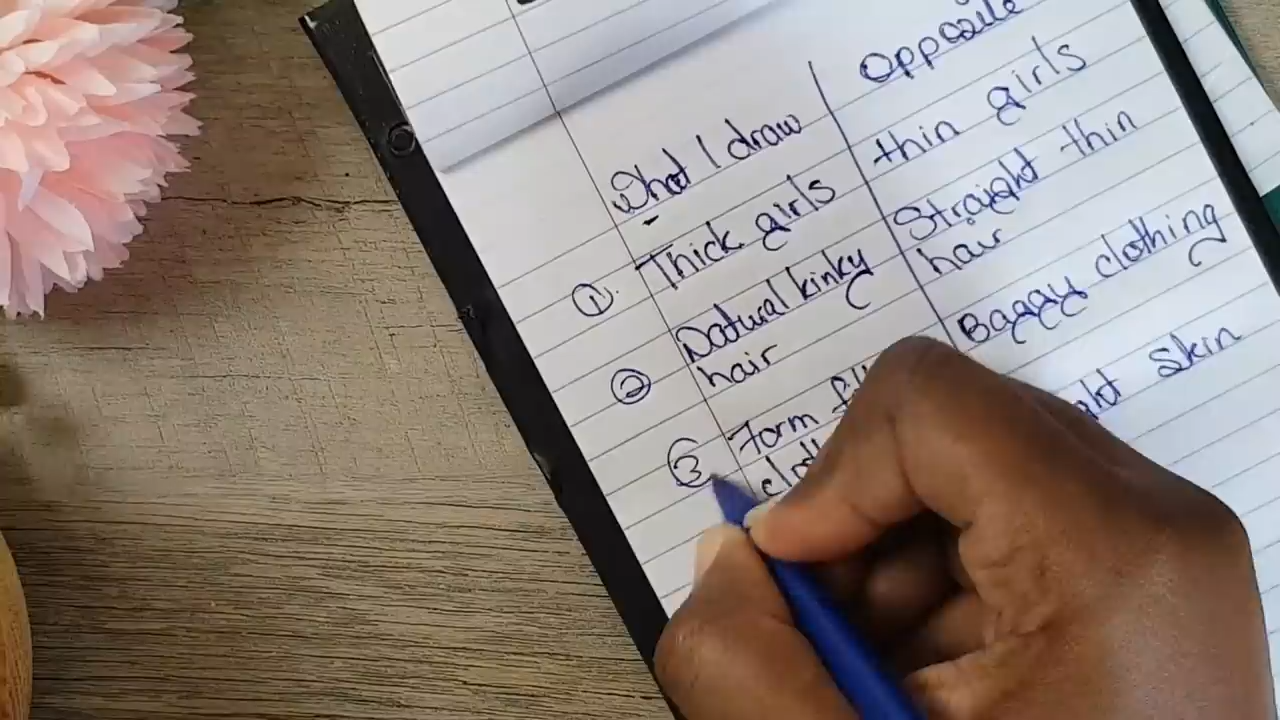 What I draw
Opposite
① Thick girls
thin girls
② Natural kinky
hair
Straight thin
hair
③ Form
Baggy clothing
skin